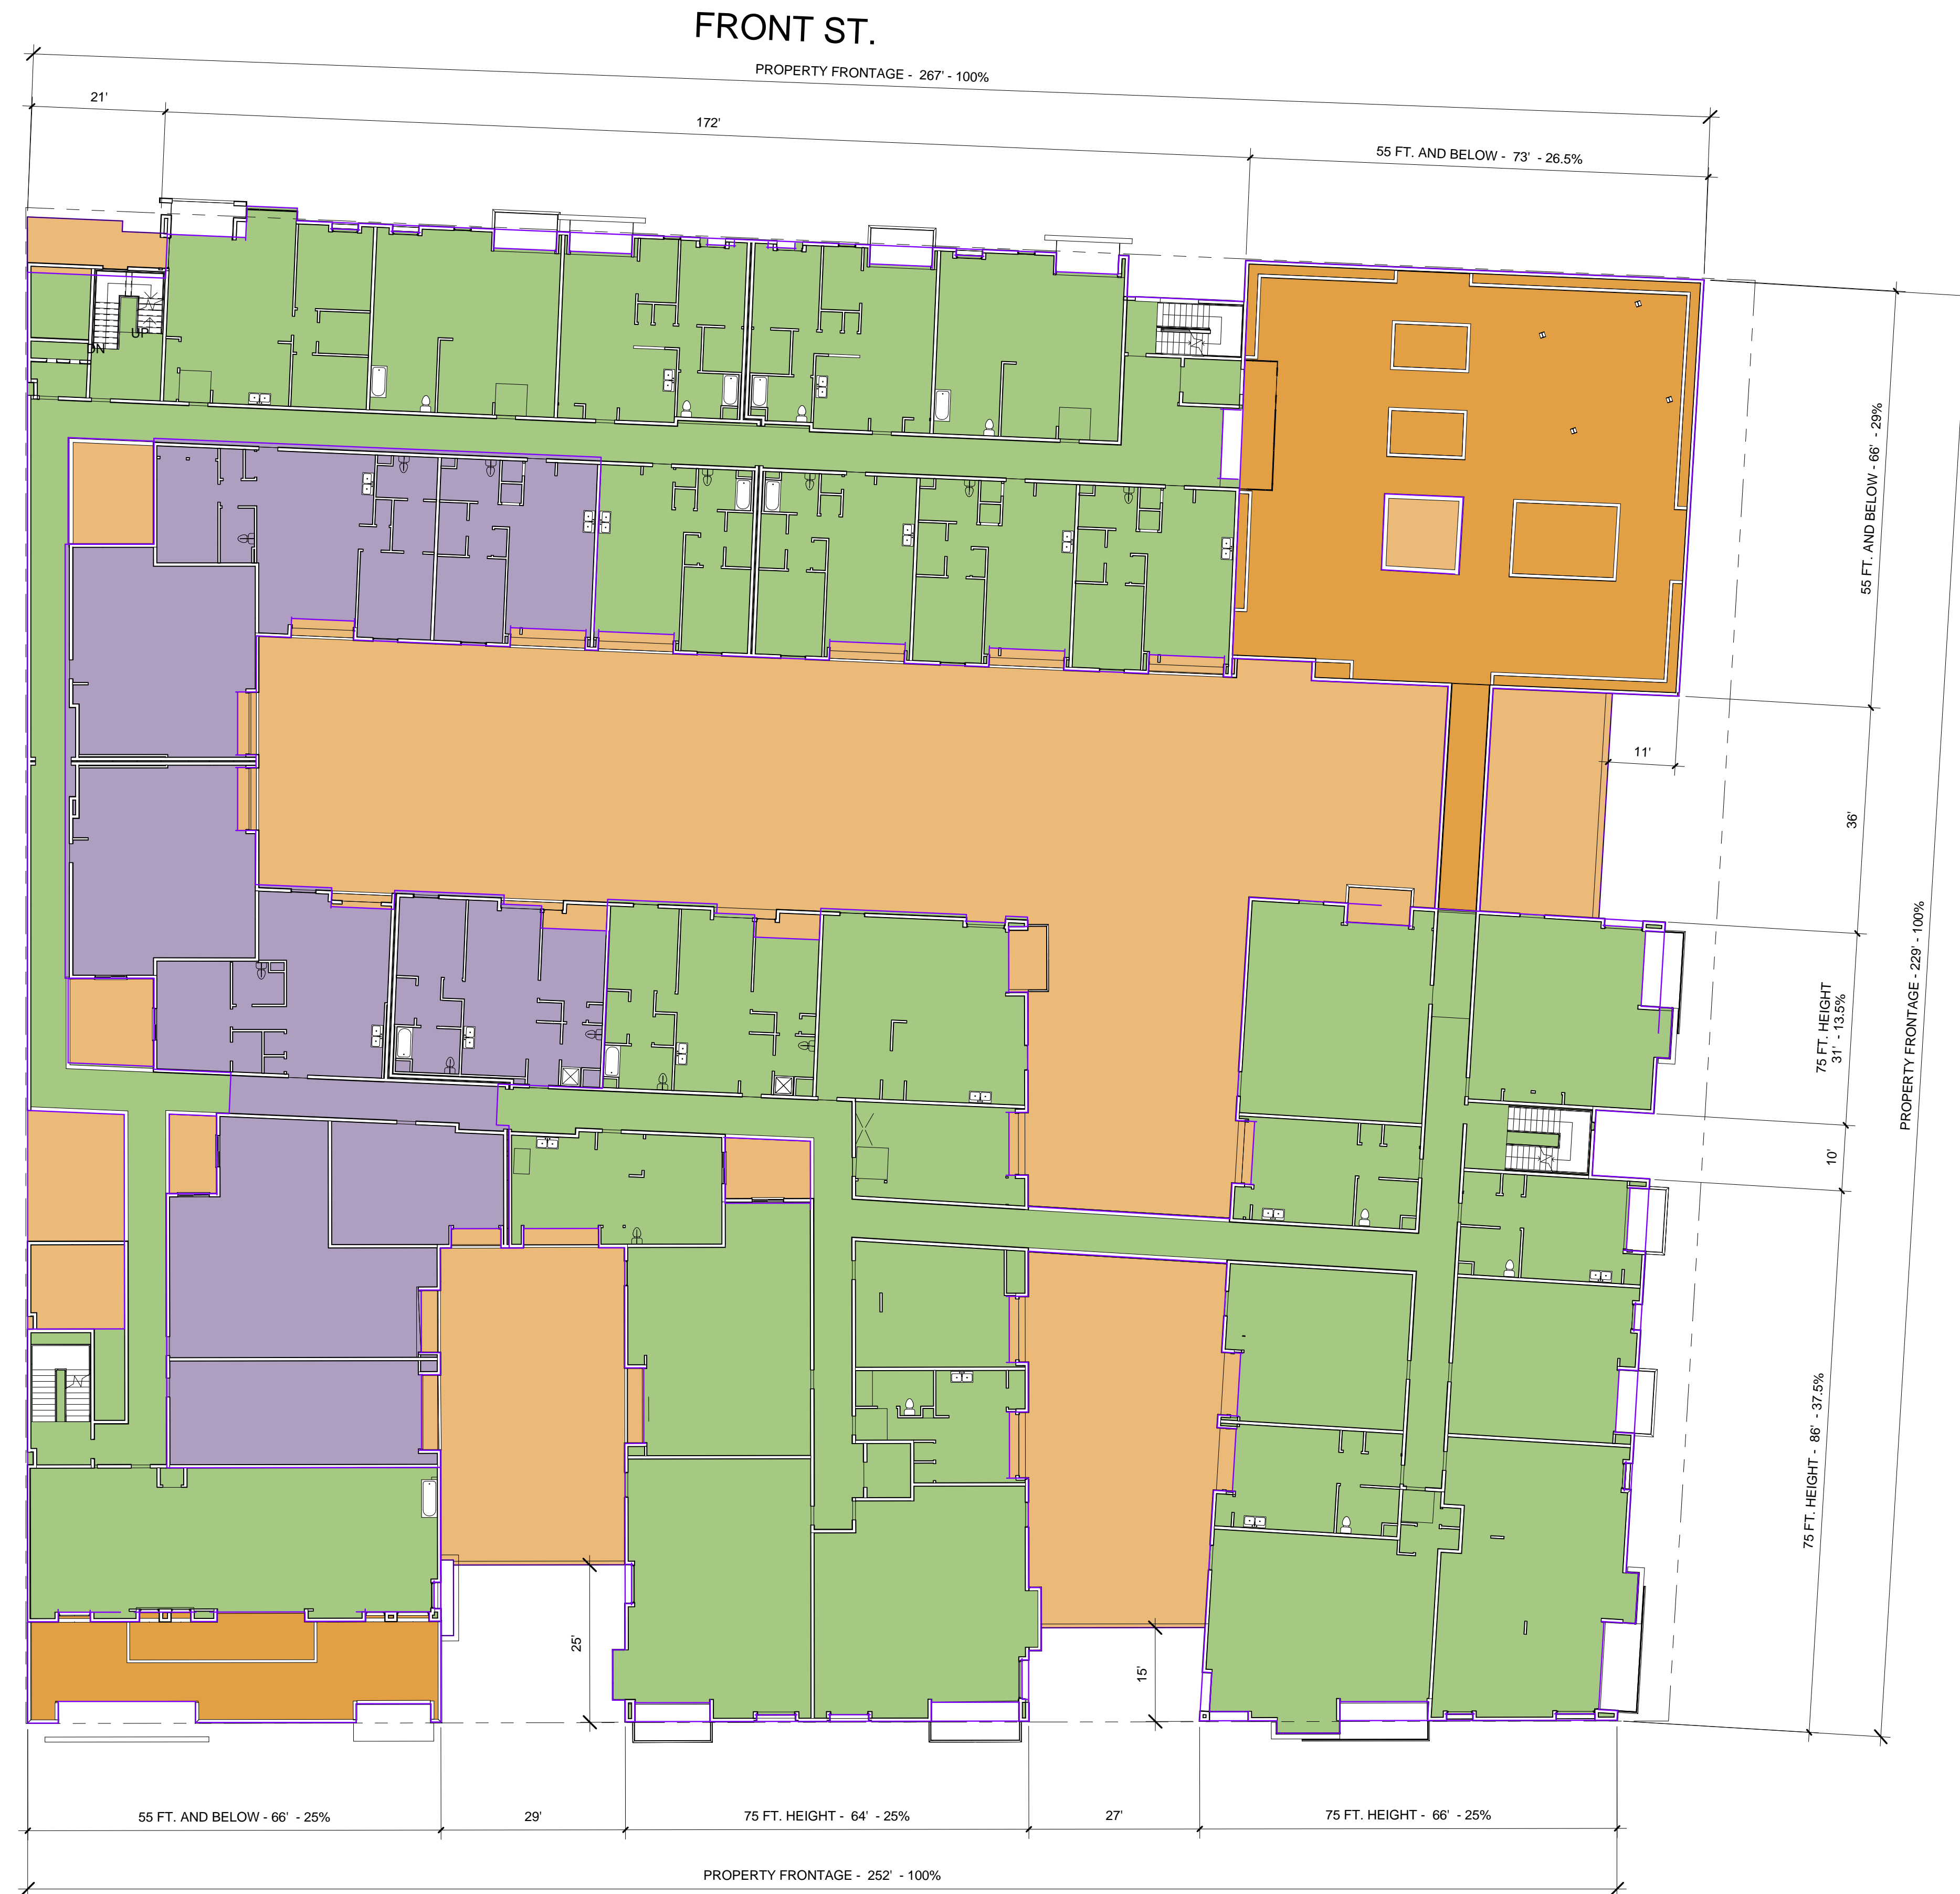 FRONT ST.
PROPERTY FRONTAGE - 267' - 100%
21'
172'
55 FT. AND BELOW - 73' - 26.5%
UP
DN
55 FT. AND BELOW - 66' - 29%
11'
36'
75 FT. HEIGHT
31' - 13.5%
PROPERTY FRONTAGE - 229' - 100%
10'
75 FT. HEIGHT - 86' - 37.5%
25'
15'
55 FT. AND BELOW - 66' - 25%
29'
75 FT. HEIGHT - 64' - 25%
27'
75 FT. HEIGHT - 66' - 25%
PROPERTY FRONTAGE - 252' - 100%